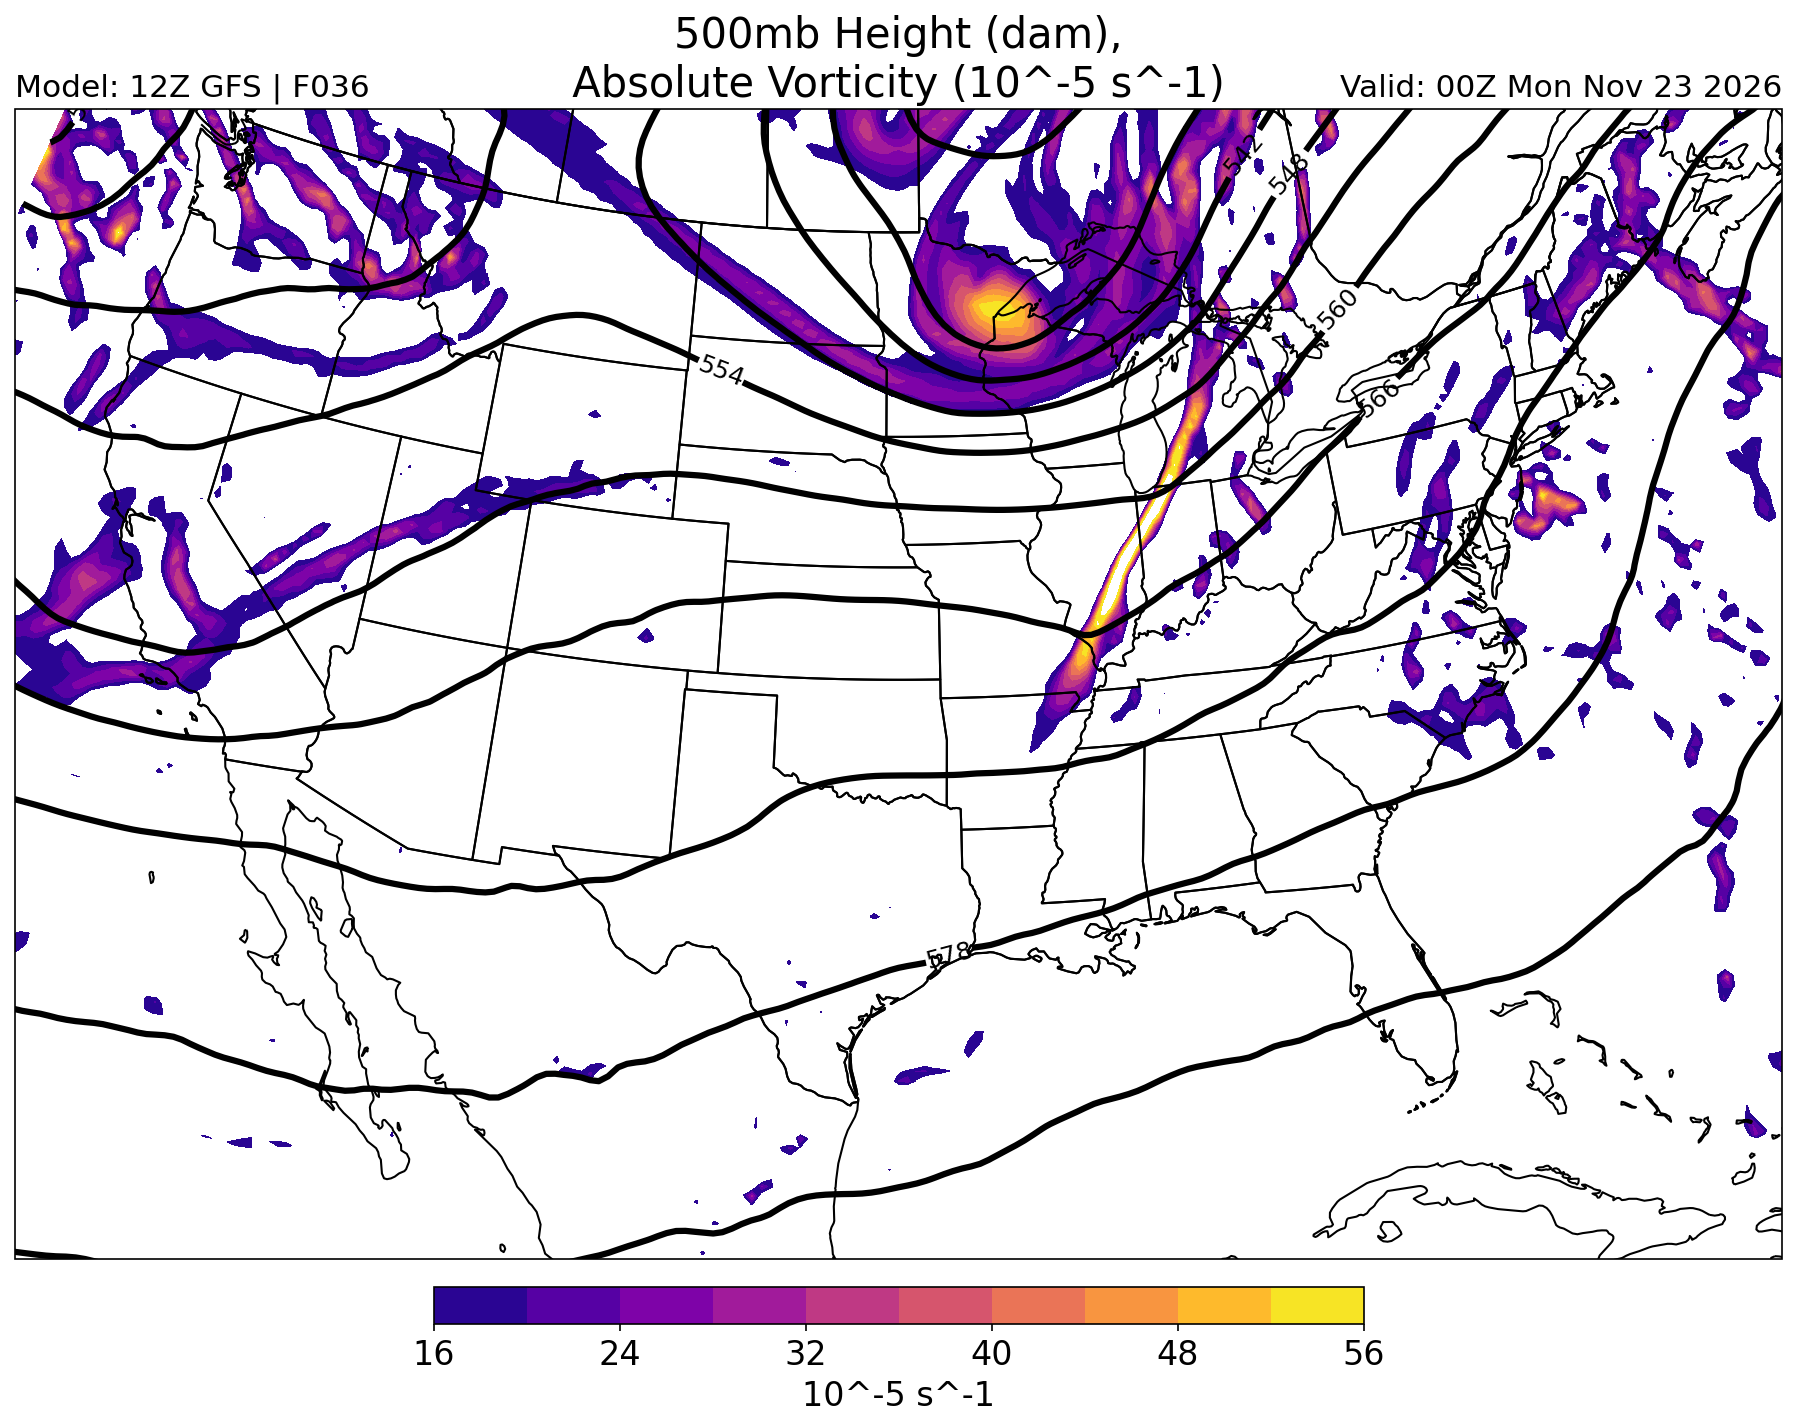 500mb Height (dam),
Model: 12Z GFS | F036
Absolute Vorticity (10^-5 s^-1)
Valid: 00Z Mon Nov 23 2026
542
548
560
554
566
578
16 24 32 40 48 56
10^-5 s^-1